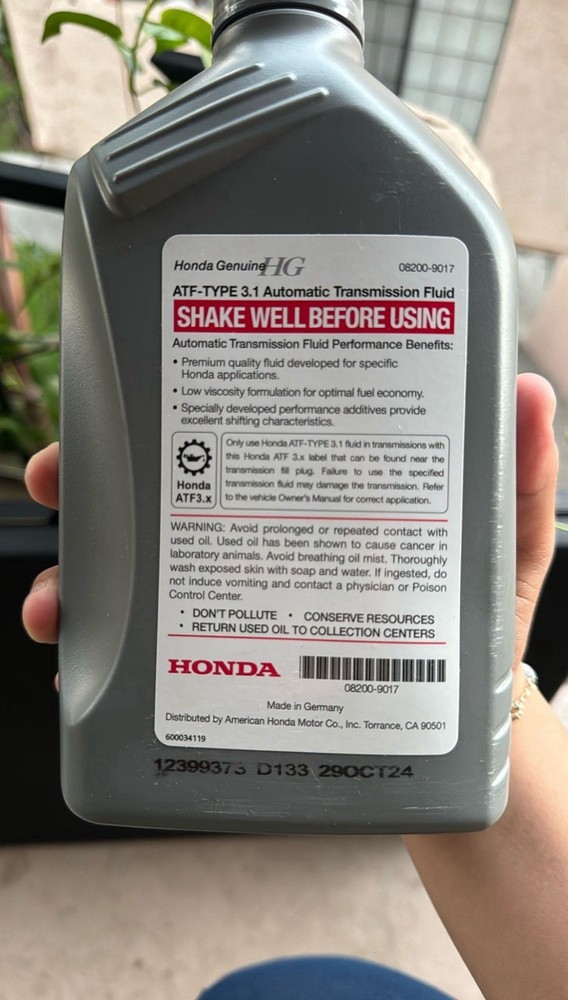 Honda Genuine HG 08200-9017
ATF-TYPE 3.1 Automatic Transmission Fluid
SHAKE WELL BEFORE USING
Automatic Transmission Fluid Performance Benefits:
• Premium quality fluid developed for specific
Honda applications.
• Low viscosity formulation for optimal fuel economy.
• Specially developed performance additives provide
excellent shifting characteristics.
Honda
ATF3.x
Only use Honda ATF-TYPE 3.1 fluid in transmissions with
this Honda ATF 3.x label that can be found near the
transmission fill plug. Failure to use the specified
transmission fluid may damage the transmission. Refer
to the vehicle Owner's Manual for correct application.
WARNING: Avoid prolonged or repeated contact with
used oil. Used oil has been shown to cause cancer in
laboratory animals. Avoid breathing oil mist. Thoroughly
wash exposed skin with soap and water. If ingested, do
not induce vomiting and contact a physician or Poison
Control Center.
• DON'T POLLUTE • CONSERVE RESOURCES
• RETURN USED OIL TO COLLECTION CENTERS
HONDA
08200-9017
Made in Germany
Distributed by American Honda Motor Co., Inc. Torrance, CA 90501
600034119
12399373 D133 29OCT24